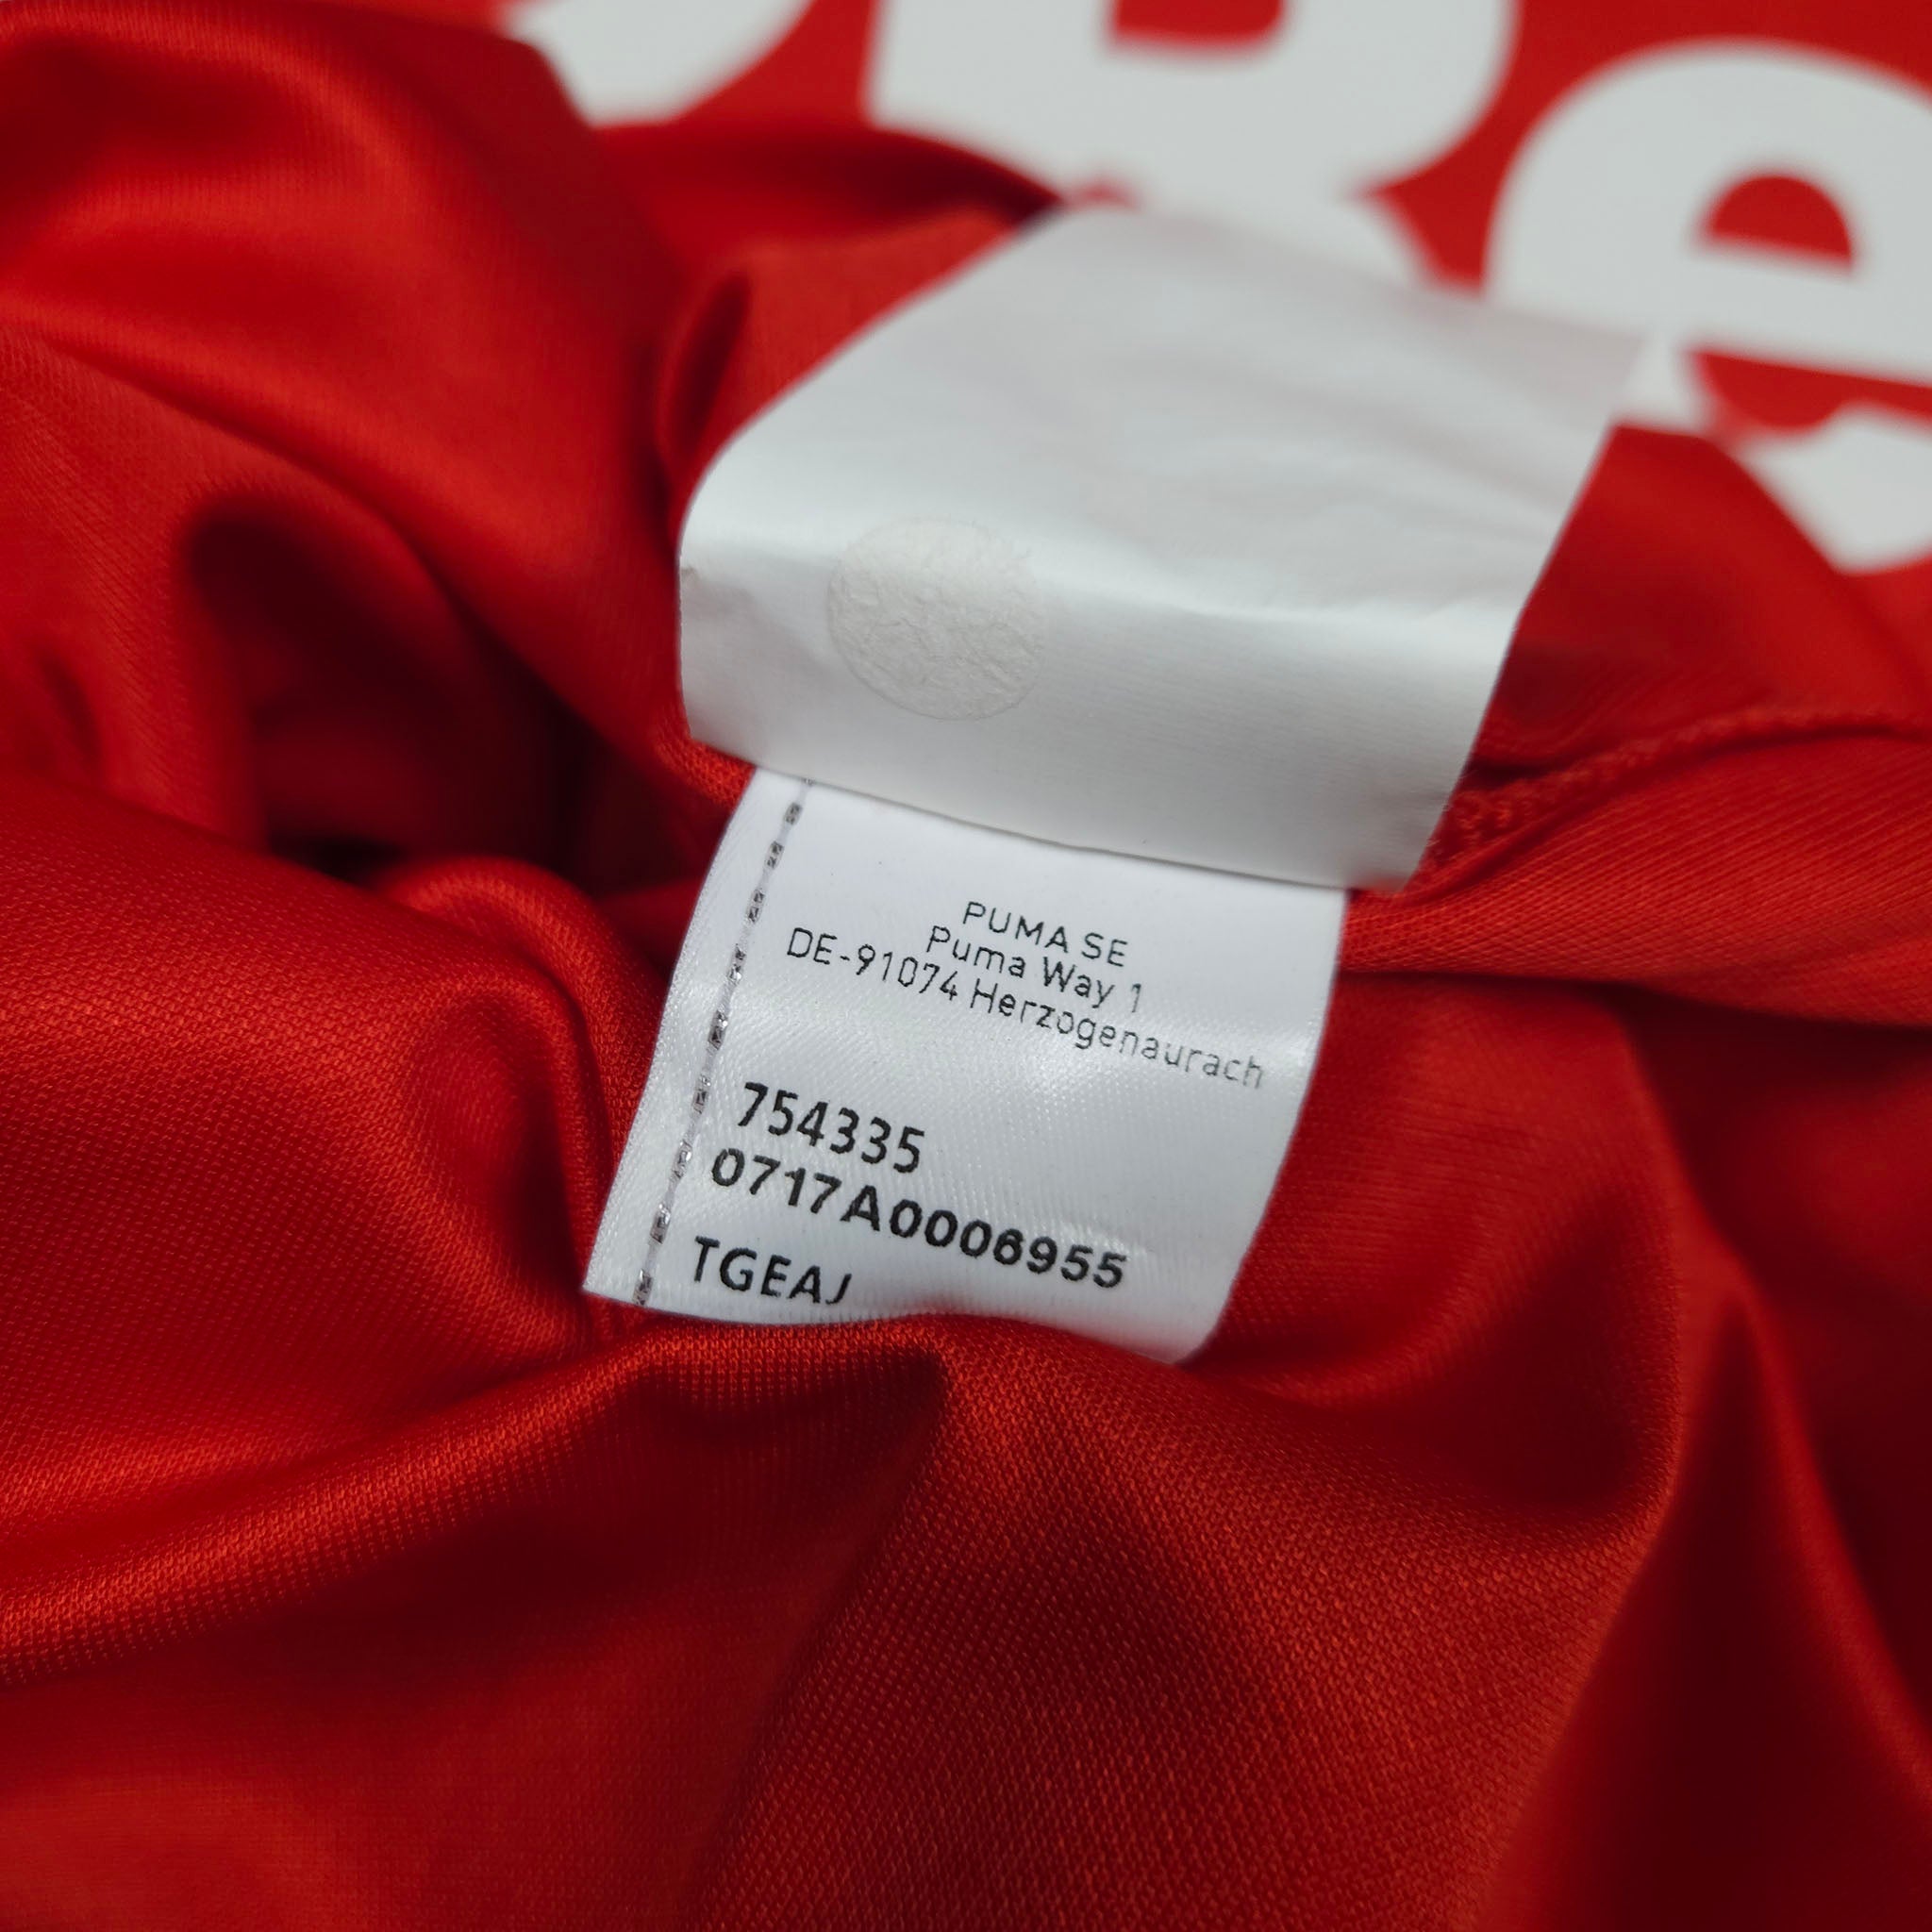 PUMA SE
Puma Way 1
DE-91074 Herzogenaurach
754335
0717A0006955
TGEAJ